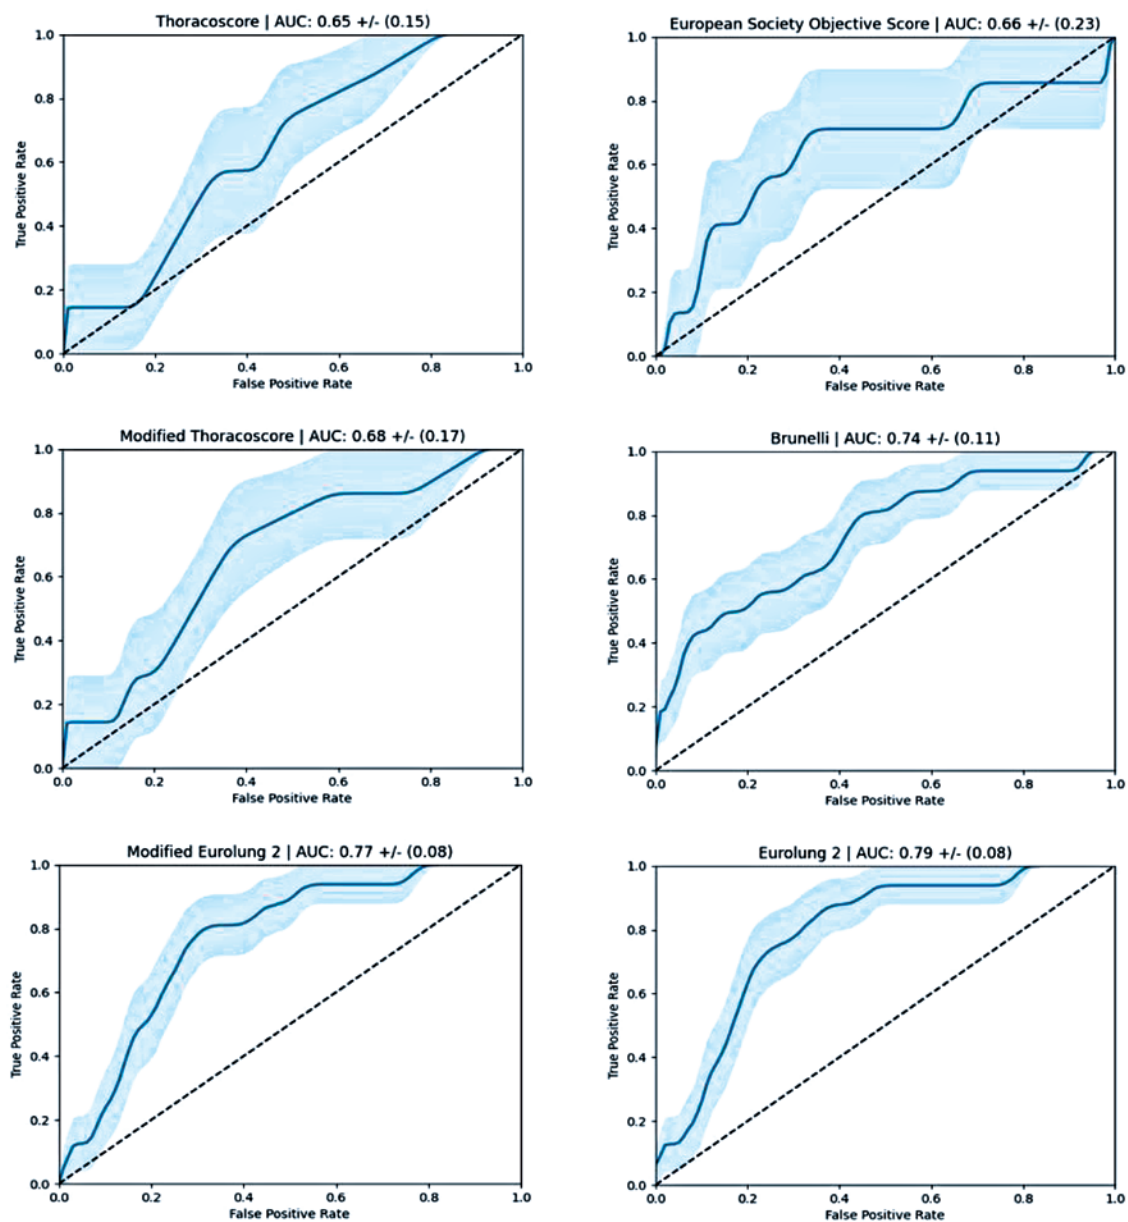 Thoracoscore | AUC: 0.65 +/- (0.15)
1.0
0.8
0.6
0.4
0.2
0.0
True Positive Rate
0.0 0.2 0.4 0.6 0.8 1.0
False Positive Rate
European Society Objective Score | AUC: 0.66 +/- (0.23)
1.0
0.8
0.6
0.4
0.2
0.0
True Positive Rate
0.0 0.2 0.4 0.6 0.8 1.0
False Positive Rate
Modified Thoracoscore | AUC: 0.68 +/- (0.17)
1.0
0.8
0.6
0.4
0.2
0.0
True Positive Rate
0.0 0.2 0.4 0.6 0.8 1.0
False Positive Rate
Brunelli | AUC: 0.74 +/- (0.11)
1.0
0.8
0.6
0.4
0.2
0.0
True Positive Rate
0.0 0.2 0.4 0.6 0.8 1.0
False Positive Rate
Modified Eurolung 2 | AUC: 0.77 +/- (0.08)
1.0
0.8
0.6
0.4
0.2
0.0
True Positive Rate
0.0 0.2 0.4 0.6 0.8 1.0
False Positive Rate
Eurolung 2 | AUC: 0.79 +/- (0.08)
1.0
0.8
0.6
0.4
0.2
0.0
True Positive Rate
0.0 0.2 0.4 0.6 0.8 1.0
False Positive Rate